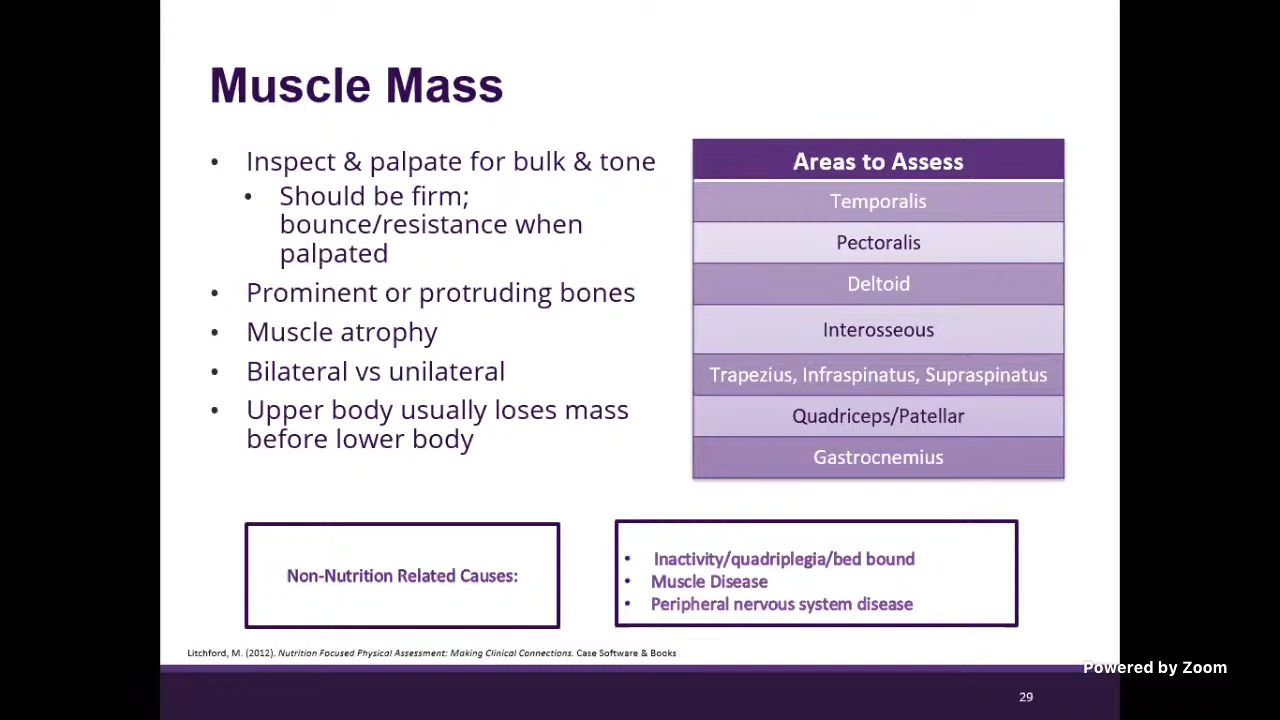 Muscle Mass
• Inspect & palpate for bulk & tone
• Should be firm;
bounce/resistance when
palpated
• Prominent or protruding bones
• Muscle atrophy
• Bilateral vs unilateral
• Upper body usually loses mass
before lower body
Areas to Assess
Temporalis
Pectoralis
Deltoid
Interosseous
Trapezius, Infraspinatus, Supraspinatus
Quadriceps/Patellar
Gastrocnemius
Non-Nutrition Related Causes:
• Inactivity/quadriplegia/bed bound
• Muscle Disease
• Peripheral nervous system disease
Litchford, M. (2012). Nutrition Focused Physical Assessment: Making Clinical Connections. Case Software & Books
Powered by Zoom
29